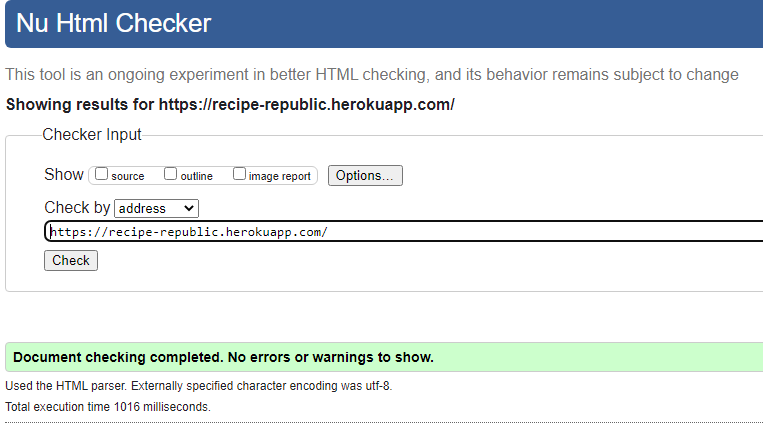 Nu Html Checker
This tool is an ongoing experiment in better HTML checking, and its behavior remains subject to change
Showing results for https://recipe-republic.herokuapp.com/
Checker Input
Show source outline image report Options...
Check by address
https://recipe-republic.herokuapp.com/
Check
Document checking completed. No errors or warnings to show.
Used the HTML parser. Externally specified character encoding was utf-8.
Total execution time 1016 milliseconds.